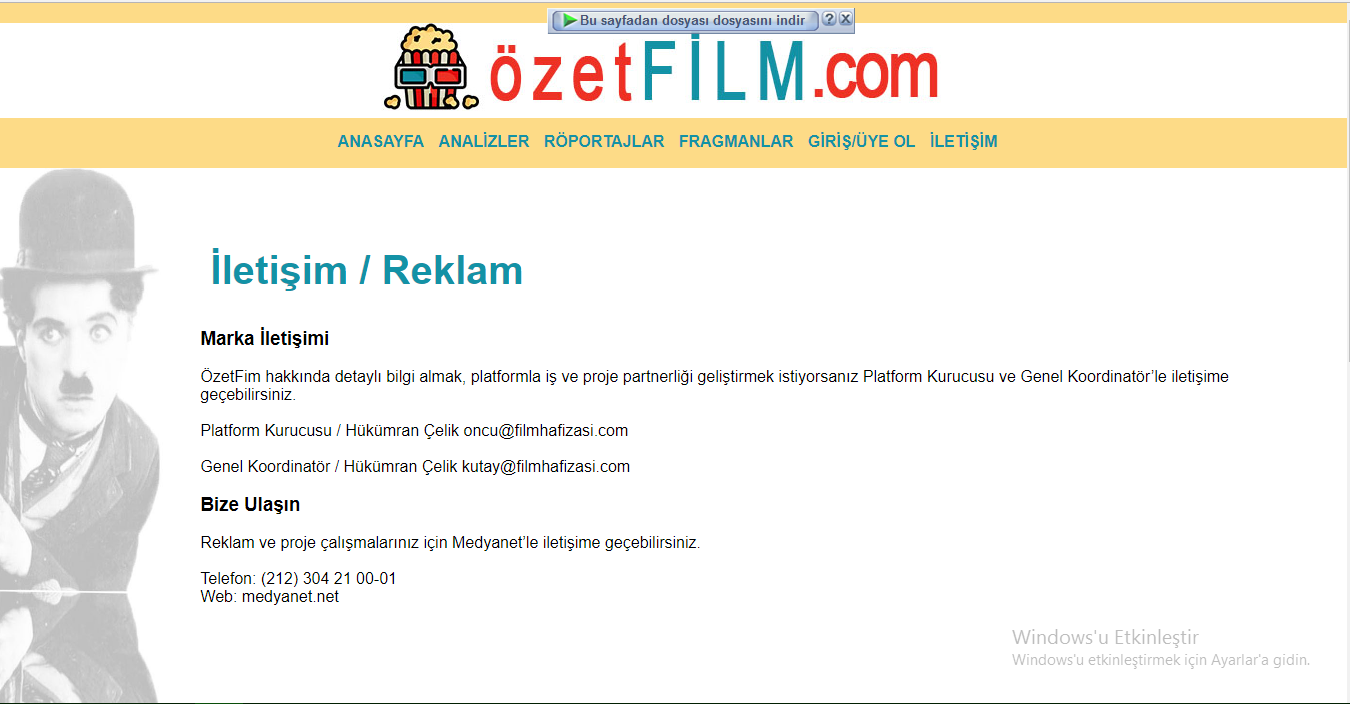 Bu sayfadan dosyası dosyasını indir ? X
özetFİLM.com
ANASAYFA ANALİZLER RÖPORTAJLAR FRAGMANLAR GİRİŞ/ÜYE OL İLETİŞİM
İletişim / Reklam
Marka İletişimi
ÖzetFim hakkında detaylı bilgi almak, platformla iş ve proje partnerliği geliştirmek istiyorsanız Platform Kurucusu ve Genel Koordinatör’le iletişime
geçebilirsiniz.
Platform Kurucusu / Hükümran Çelik oncu@filmhafizasi.com
Genel Koordinatör / Hükümran Çelik kutay@filmhafizasi.com
Bize Ulaşın
Reklam ve proje çalışmalarınız için Medyanet’le iletişime geçebilirsiniz.
Telefon: (212) 304 21 00-01
Web: medyanet.net
Windows'u Etkinleştir
Windows'u etkinleştirmek için Ayarlar'a gidin.